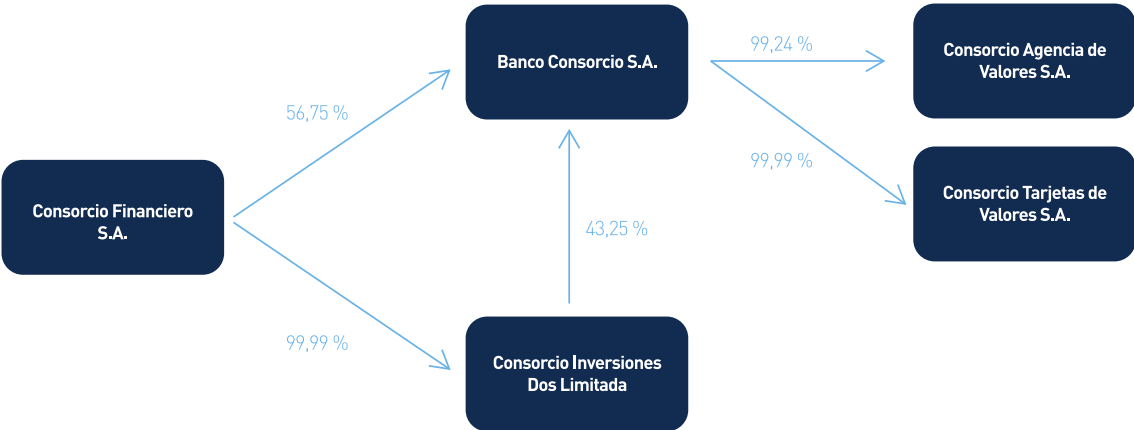 Banco Consorcio S.A.
99,24 %
Consorcio Agencia de
Valores S.A.
56,75 %
99,99 %
Consorcio Tarjetas de
Valores S.A.
Consorcio Financiero
S.A.
43,25 %
99,99 %
Consorcio Inversiones
Dos Limitada